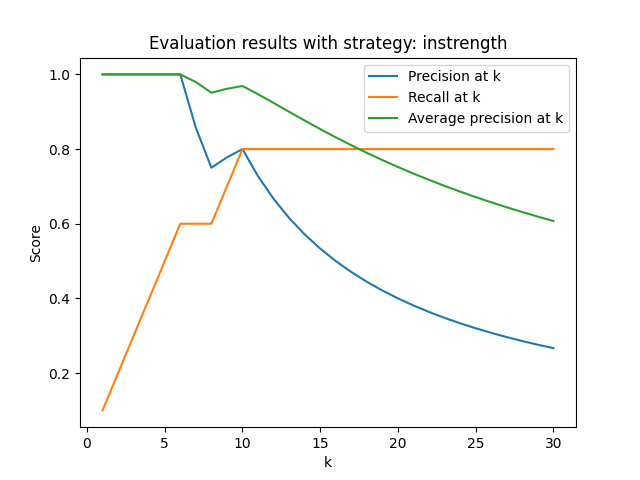 Evaluation results with strategy: instrength
Precision at k
Recall at k
Average precision at k
Score
1.0
0.8
0.6
0.4
0.2
0 5 10 15 20 25 30
k